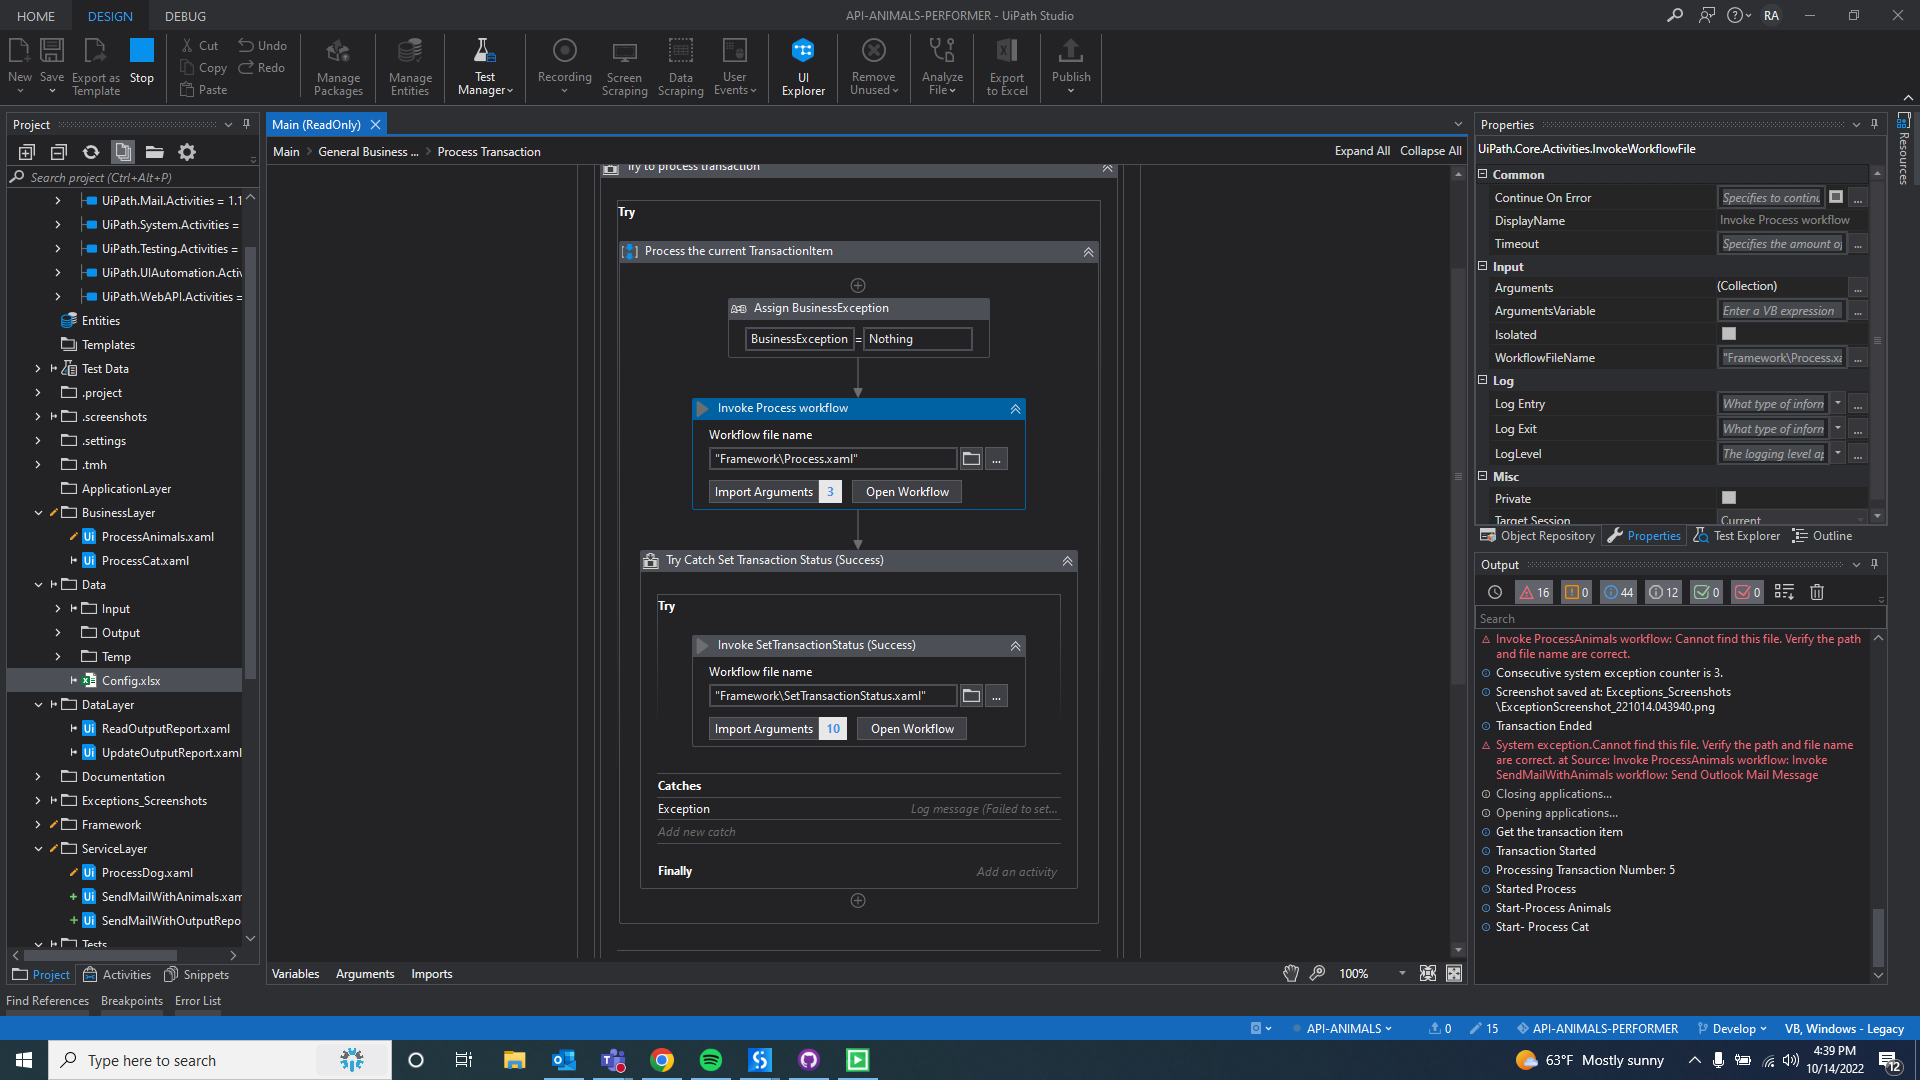 HOME
DESIGN
DEBUG
API-ANIMALS-PERFORMER - UiPath Studio
RA
New
Save
Export as Template
Stop
Cut
Copy
Paste
Undo
Redo
Manage Packages
Manage Entities
Test Manager
Recording
Screen Scraping
Data Scraping
User Events
UI Explorer
Remove Unused
Analyze File
Export to Excel
Publish
Project
Search project (Ctrl+Alt+P)
UiPath.Mail.Activities = 1.1
UiPath.System.Activities =
UiPath.Testing.Activities =
UiPath.UIAutomation.Activ
UiPath.WebAPI.Activities =
Entities
Templates
Test Data
.project
.screenshots
.settings
.tmh
ApplicationLayer
BusinessLayer
ProcessAnimals.xaml
ProcessCat.xaml
Data
Input
Output
Temp
Config.xlsx
DataLayer
ReadOutputReport.xaml
UpdateOutputReport.xaml
Documentation
Exceptions_Screenshots
Framework
ServiceLayer
ProcessDog.xaml
SendMailWithAnimals.xam
SendMailWithOutputRepo
Tests
Project
Activities
Snippets
Find References
Breakpoints
Error List
Main (ReadOnly)
Main > General Business ... > Process Transaction
Expand All
Collapse All
Try to process transaction
Try
Process the current TransactionItem
Assign BusinessException
BusinessException = Nothing
Invoke Process workflow
Workflow file name
"Framework\Process.xaml"
...
Import Arguments 3
Open Workflow
Try Catch Set Transaction Status (Success)
Try
Invoke SetTransactionStatus (Success)
Workflow file name
"Framework\SetTransactionStatus.xaml"
...
Import Arguments 10
Open Workflow
Catches
Exception
Log message (Failed to set...
Add new catch
Finally
Add an activity
Variables
Arguments
Imports
100%
Properties
UiPath.Core.Activities.InvokeWorkflowFile
Common
Continue On Error
Specifies to continu
...
DisplayName
Invoke Process workflow
Timeout
Specifies the amount of
...
Input
Arguments
(Collection)
...
ArgumentsVariable
Enter a VB expression
...
Isolated
WorkflowFileName
"Framework\Process.xa
...
Log
Log Entry
What type of inform
...
Log Exit
What type of inform
...
LogLevel
The logging level ap
...
Misc
Private
Target Session
Current
Object Repository
Properties
Test Explorer
Outline
Resources
Output
16
0
44
12
0
0
Search
Invoke ProcessAnimals workflow: Cannot find this file. Verify the path
and file name are correct.
Consecutive system exception counter is 3.
Screenshot saved at: Exceptions_Screenshots
\ExceptionScreenshot_221014.043940.png
Transaction Ended
System exception.Cannot find this file. Verify the path and file name
are correct. at Source: Invoke ProcessAnimals workflow: Invoke
SendMailWithAnimals workflow: Send Outlook Mail Message
Closing applications...
Opening applications...
Get the transaction item
Transaction Started
Processing Transaction Number: 5
Started Process
Start-Process Animals
Start- Process Cat
API-ANIMALS
0
15
API-ANIMALS-PERFORMER
Develop
VB, Windows - Legacy
Type here to search
63°F Mostly sunny
4:39 PM
10/14/2022
12